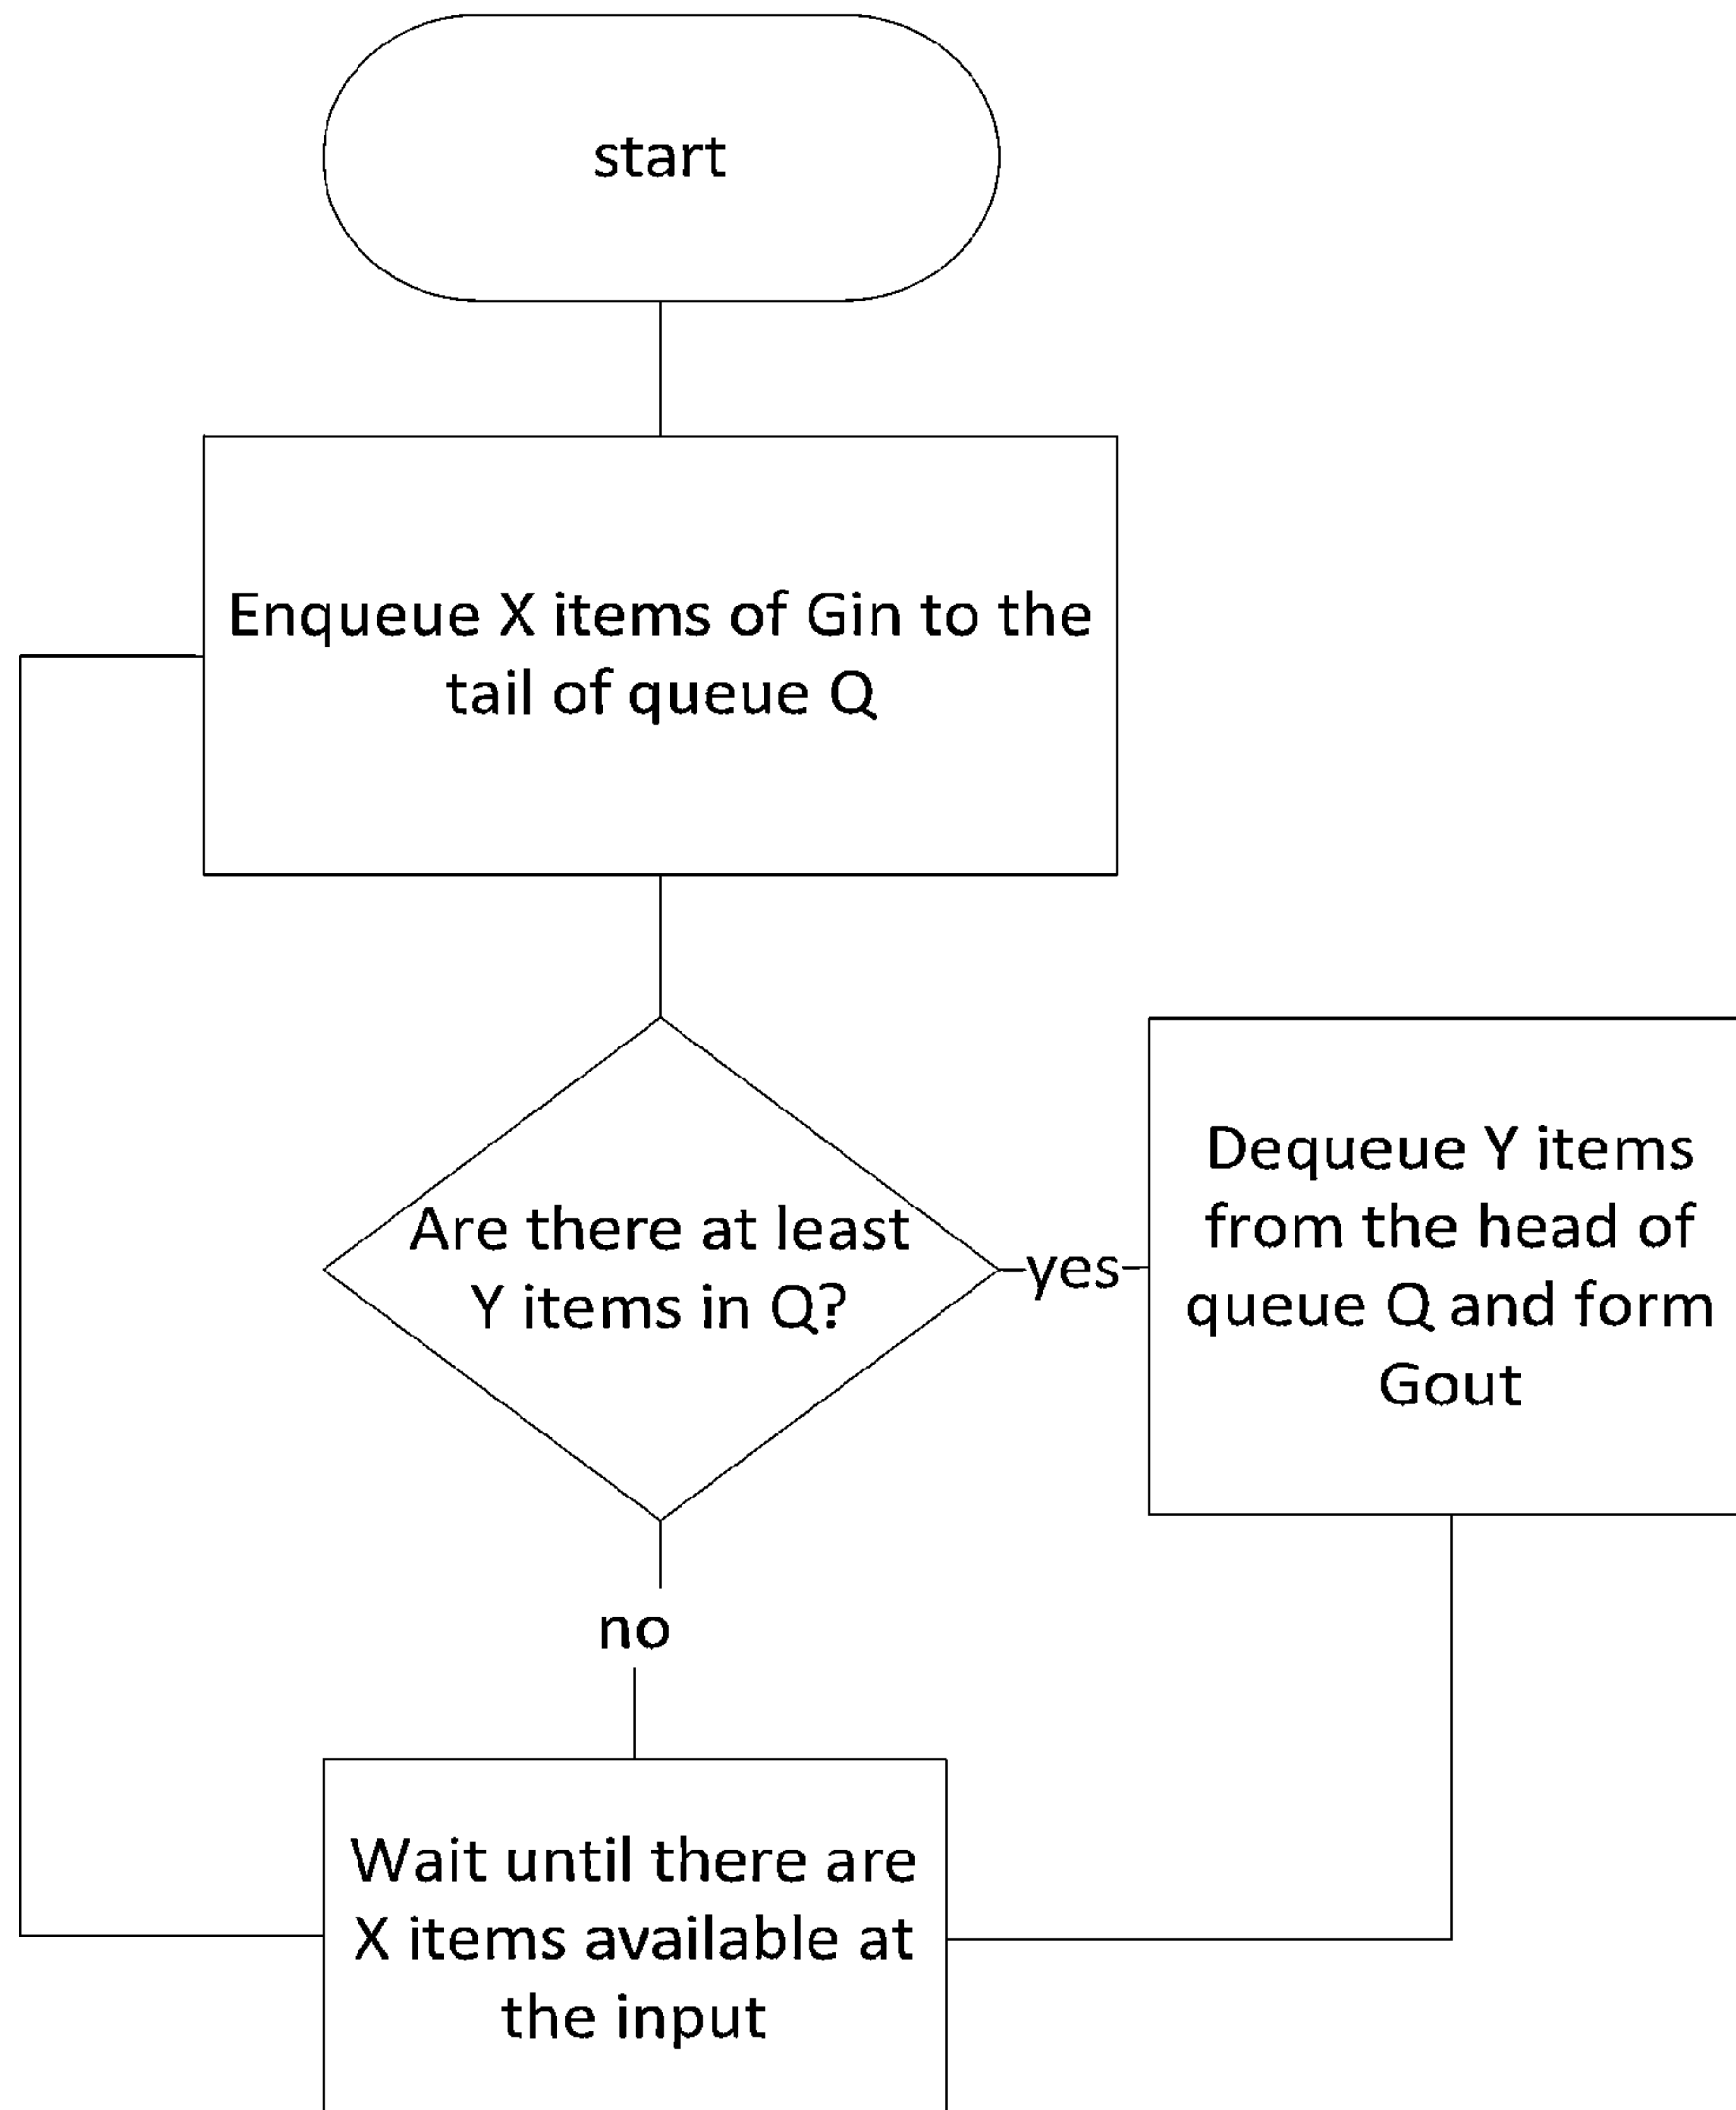 start
Enqueue X items of Gin to the
tail of queue Q
Are there at least
Y items in Q?
yes
Dequeue Y items
from the head of
queue Q and form
Gout
no
Wait until there are
X items available at
the input